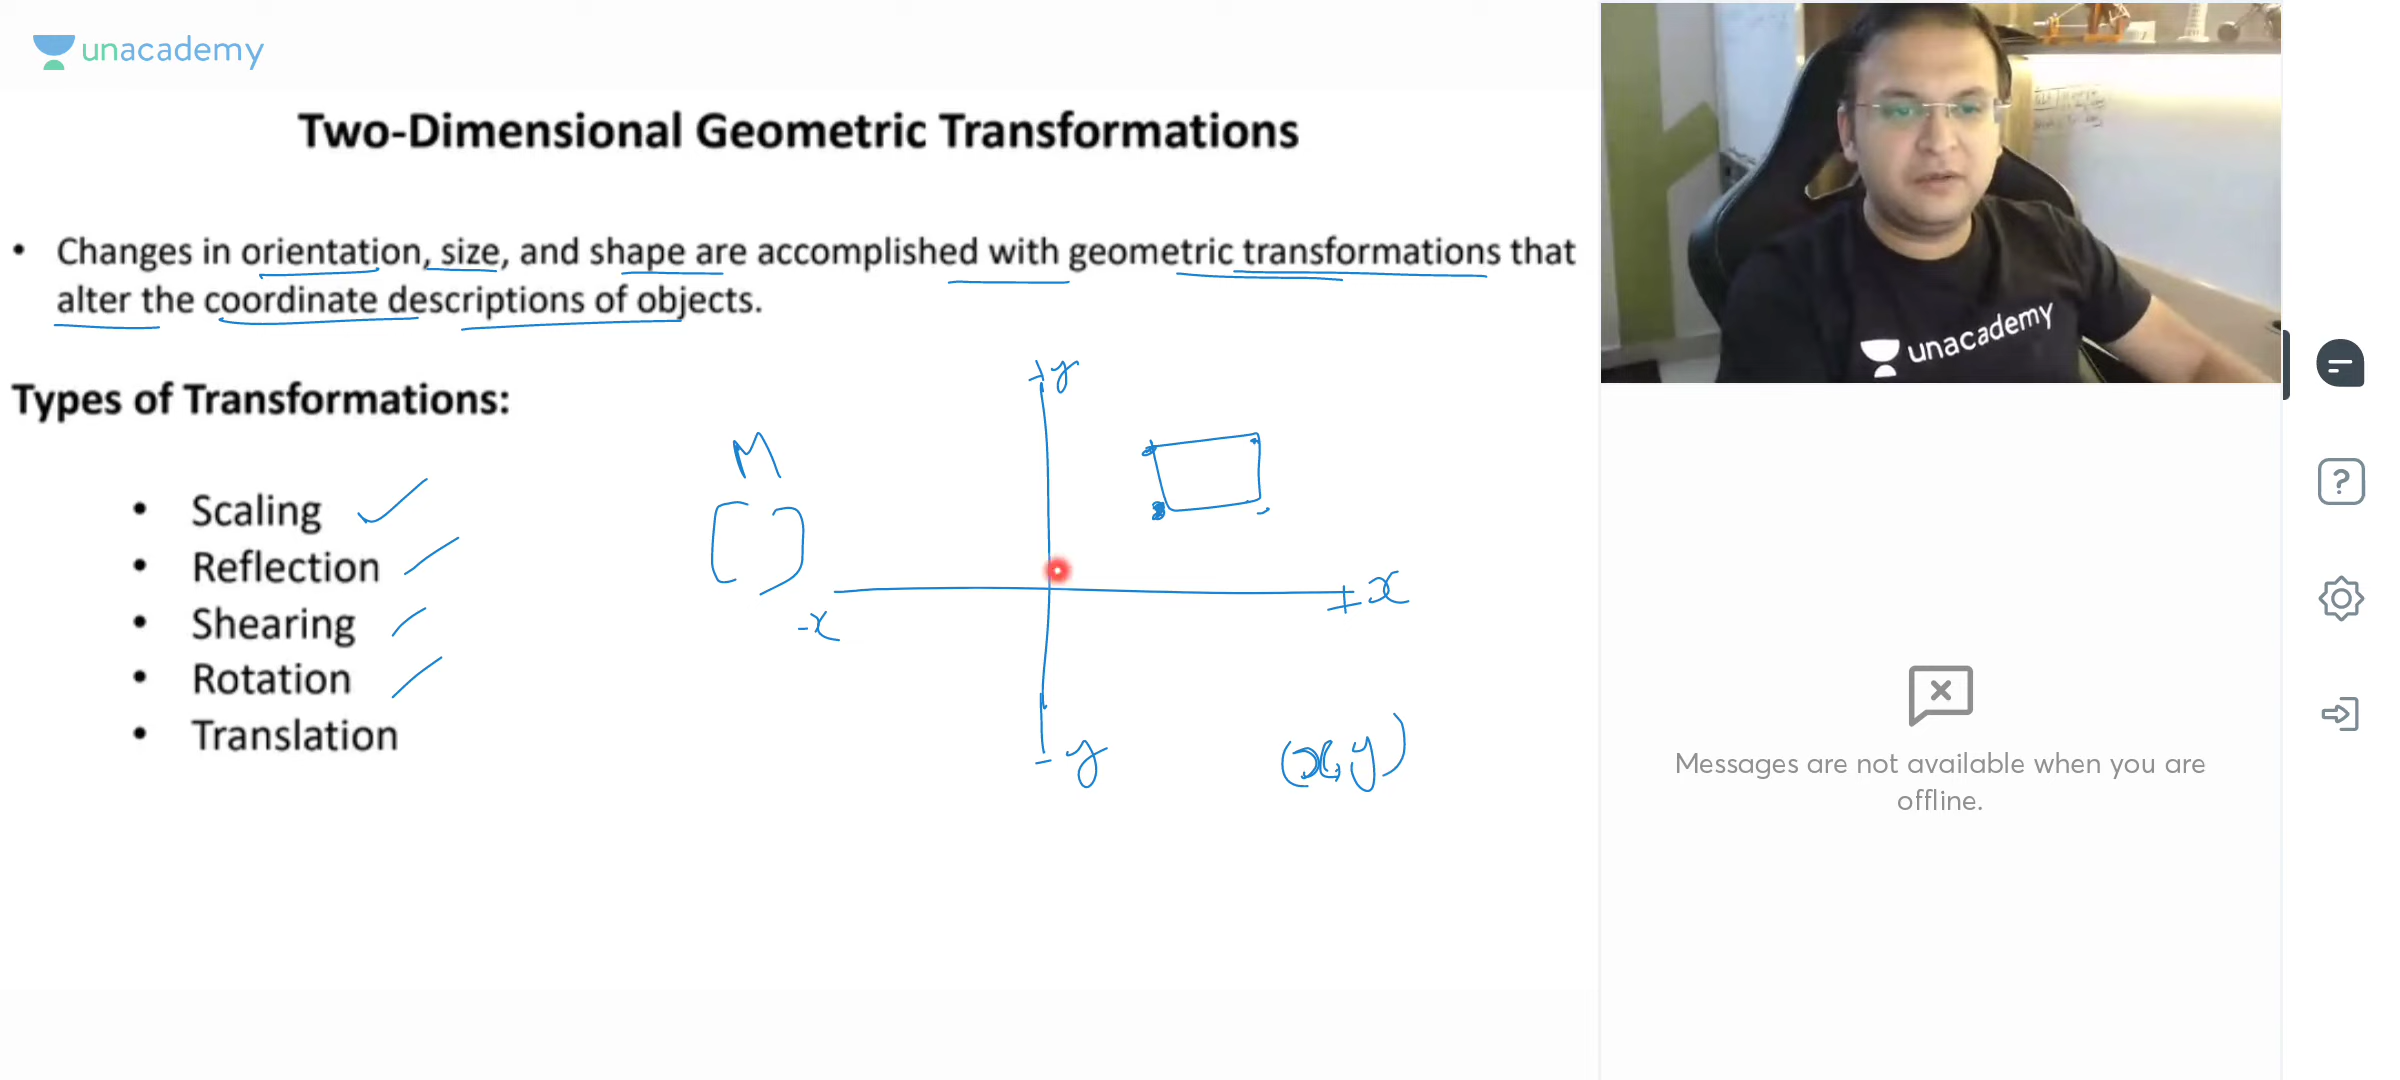 unacademy
Two-Dimensional Geometric Transformations
• Changes in orientation, size, and shape are accomplished with geometric transformations that
alter the coordinate descriptions of objects.
Types of Transformations:
• Scaling
• Reflection
• Shearing
• Rotation
• Translation
+y
M
[ ]
+x
-x
-y
(x, y)
unacademy
?
Messages are not available when you are
offline.